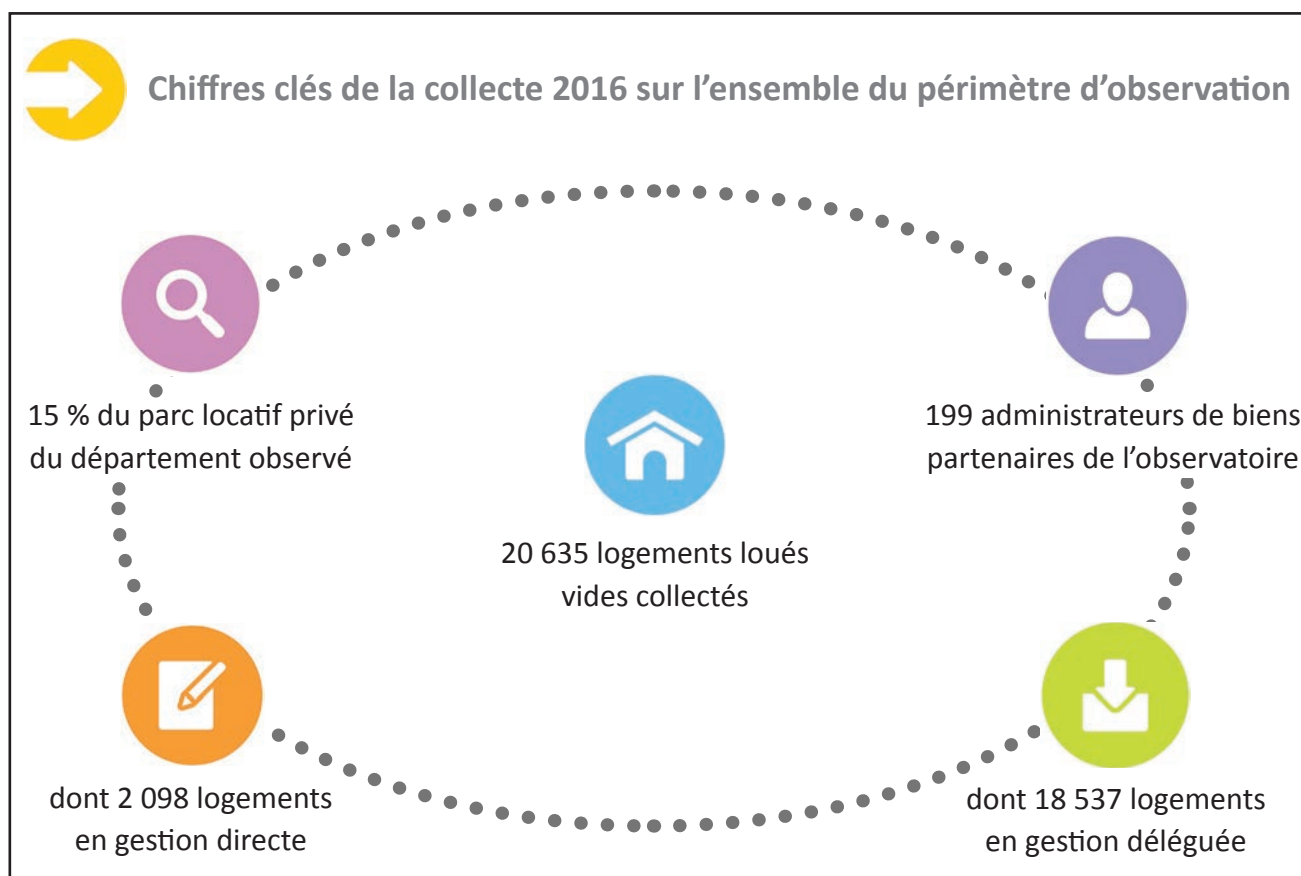 Chiffres clés de la collecte 2016 sur l’ensemble du périmètre d’observation
15 % du parc locatif privé
du département observé
199 administrateurs de biens
partenaires de l’observatoire
20 635 logements loués
vides collectés
dont 2 098 logements
en gestion directe
dont 18 537 logements
en gestion déléguée